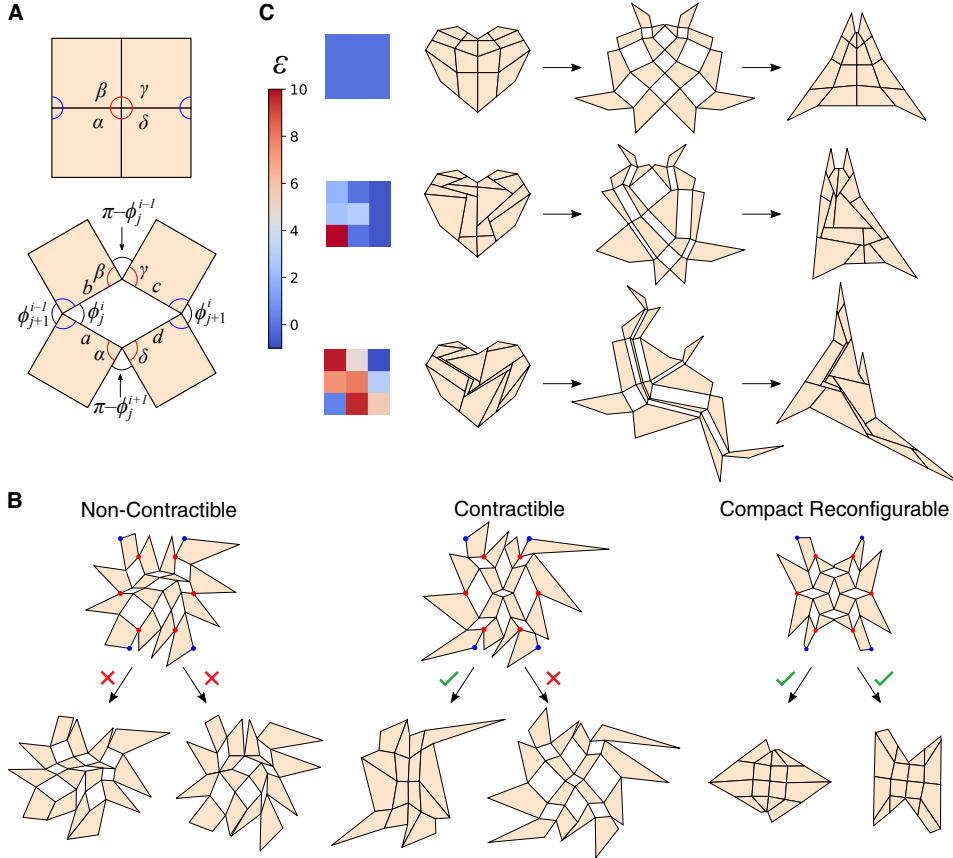 A
β γ
α δ
π–ϕ_j^{i-1}
β γ
b c
ϕ_{j+1}^{i-1} ϕ_j^i ϕ_{j+1}^i
a d
α δ
π–ϕ_j^{i+1}
C
ε
10
8
6
4
2
0
B
Non-Contractible
Contractible
Compact Reconfigurable